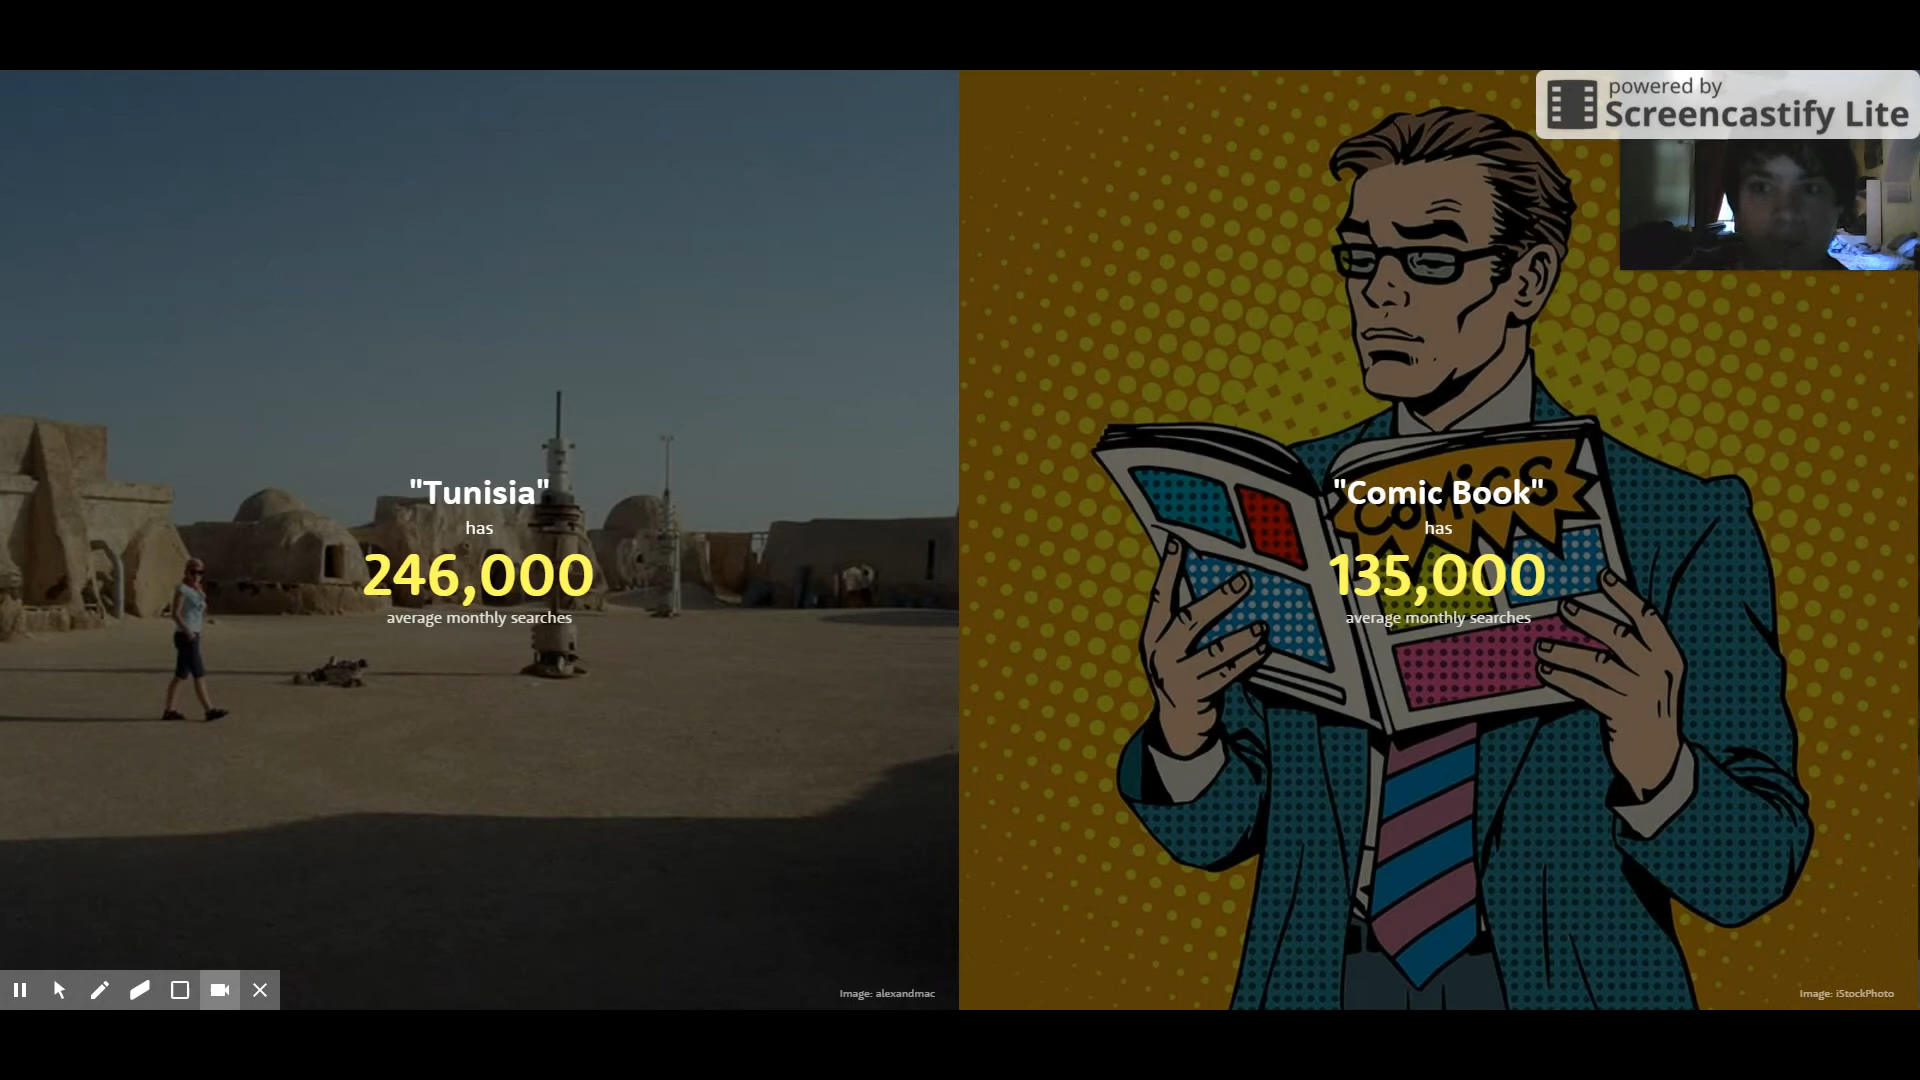 powered by
Screencastify Lite
"Tunisia"
has
246,000
average monthly searches
Image: alexandmac
COMICS
"Comic Book"
has
135,000
average monthly searches
Image: iStockPhoto